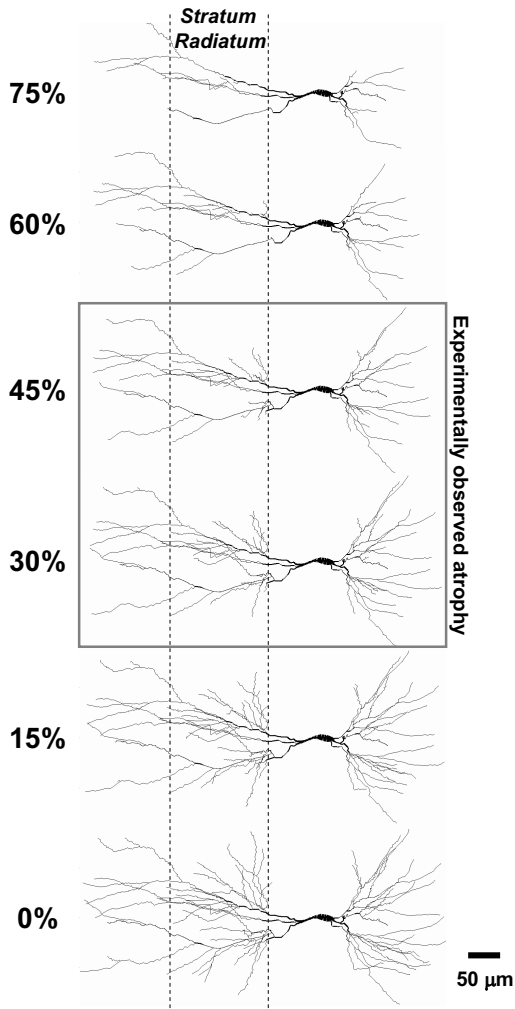 Stratum
Radiatum
75%
60%
45%
30%
Experimentally observed atrophy
15%
0%
50 μm